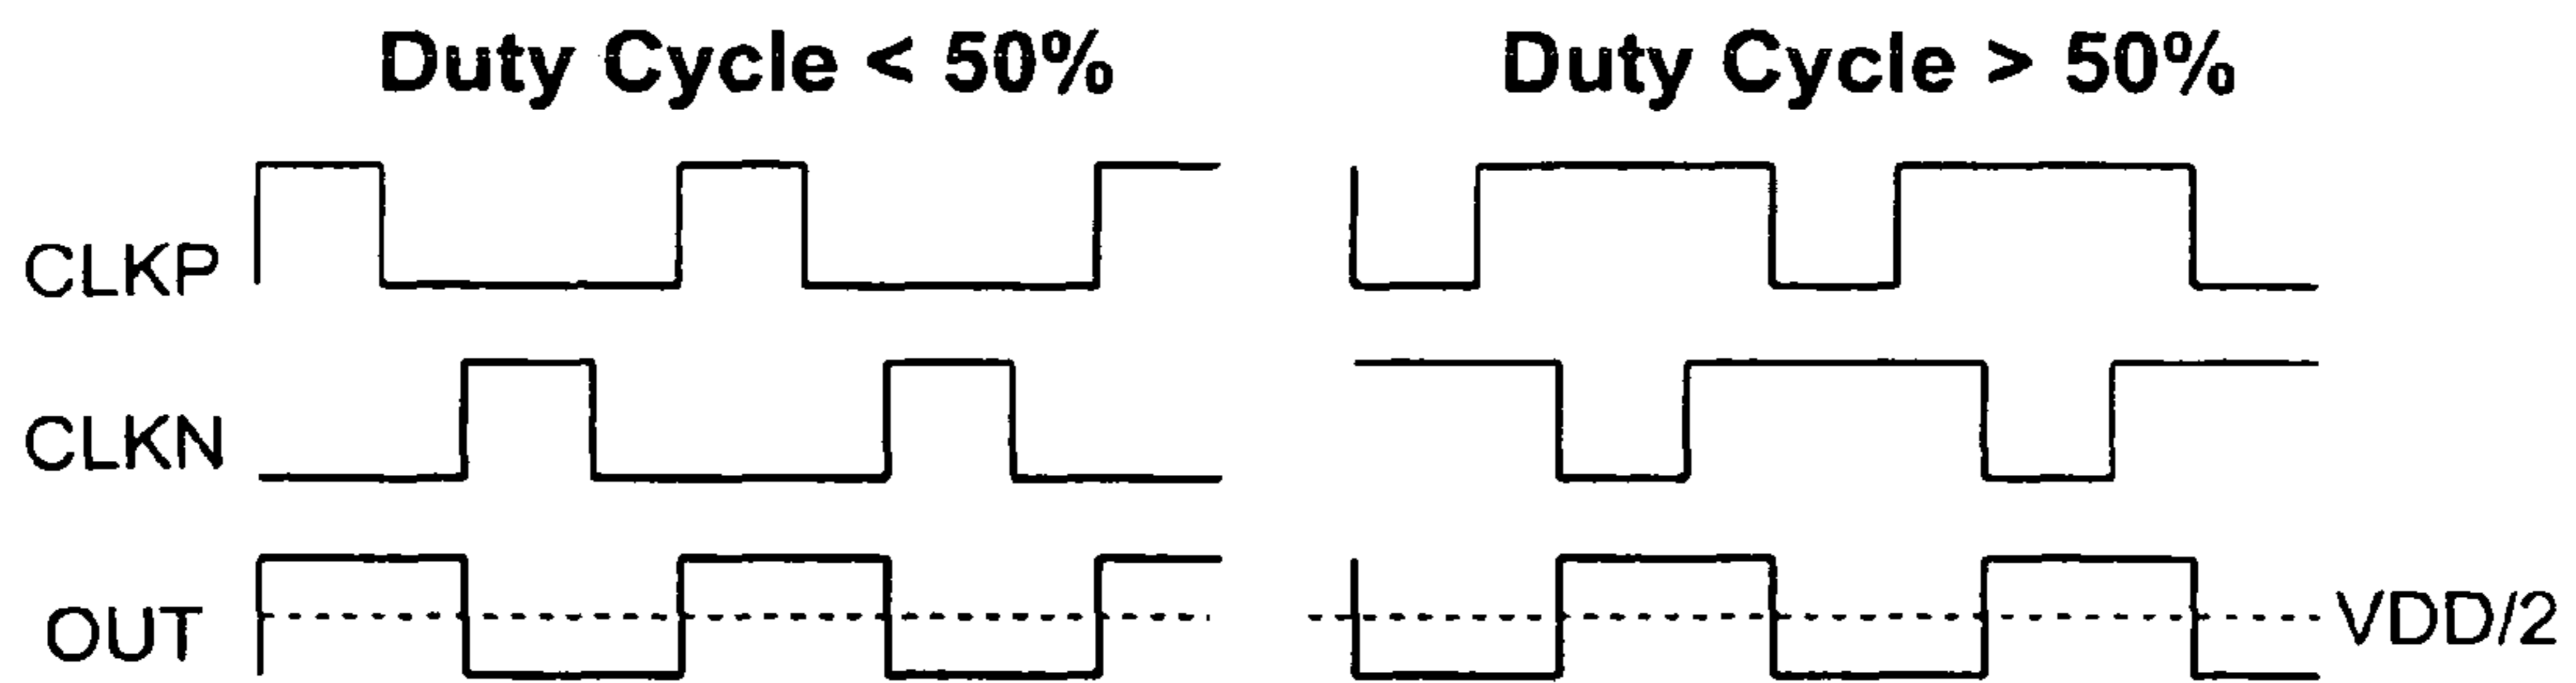 Duty Cycle < 50%
Duty Cycle > 50%
CLKP
CLKN
OUT
VDD/2